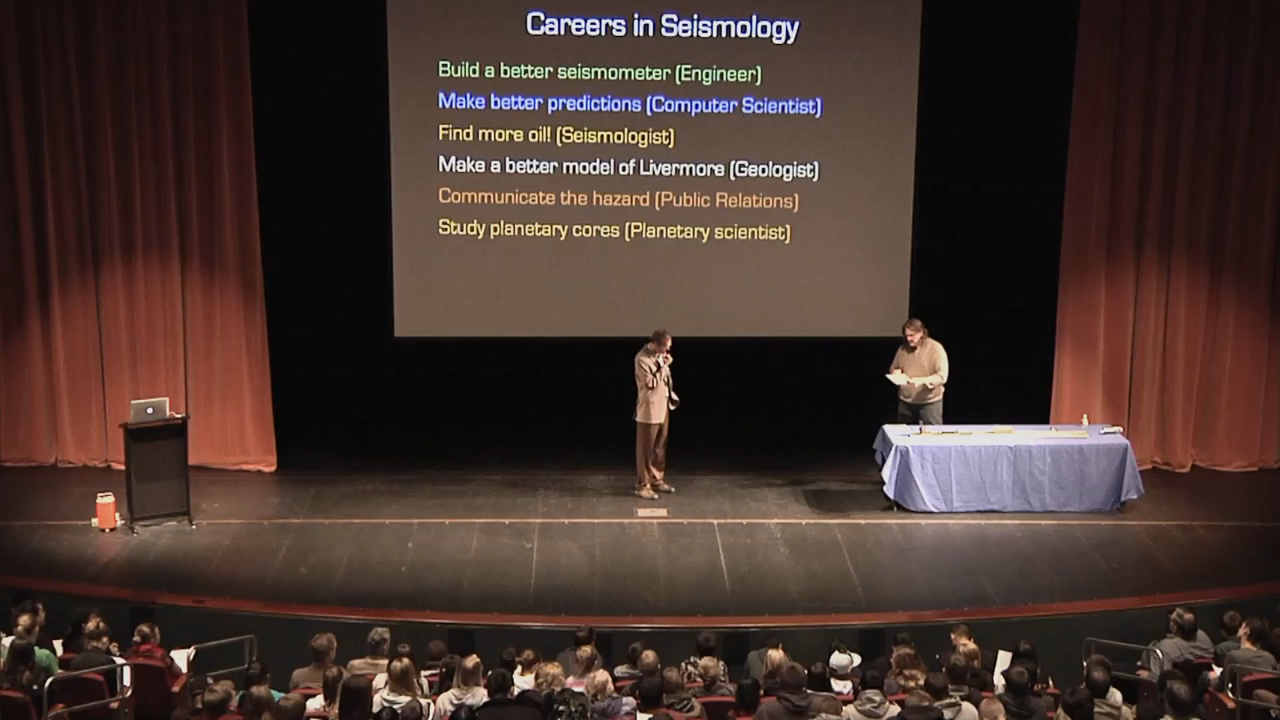 Careers in Seismology
Build a better seismometer (Engineer)
Make better predictions (Computer Scientist)
Find more oil! (Seismologist)
Make a better model of Livermore (Geologist)
Communicate the hazard (Public Relations)
Study planetary cores (Planetary scientist)